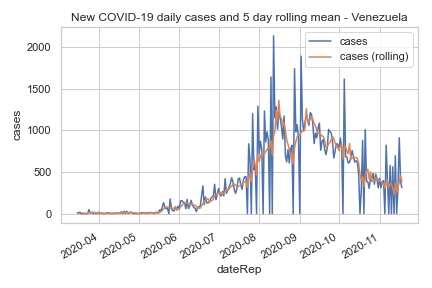 New COVID-19 daily cases and 5 day rolling mean - Venezuela
cases
cases (rolling)
2000
1500
1000
500
0
cases
2020-04
2020-05
2020-06
2020-07
2020-08
2020-09
2020-10
2020-11
dateRep